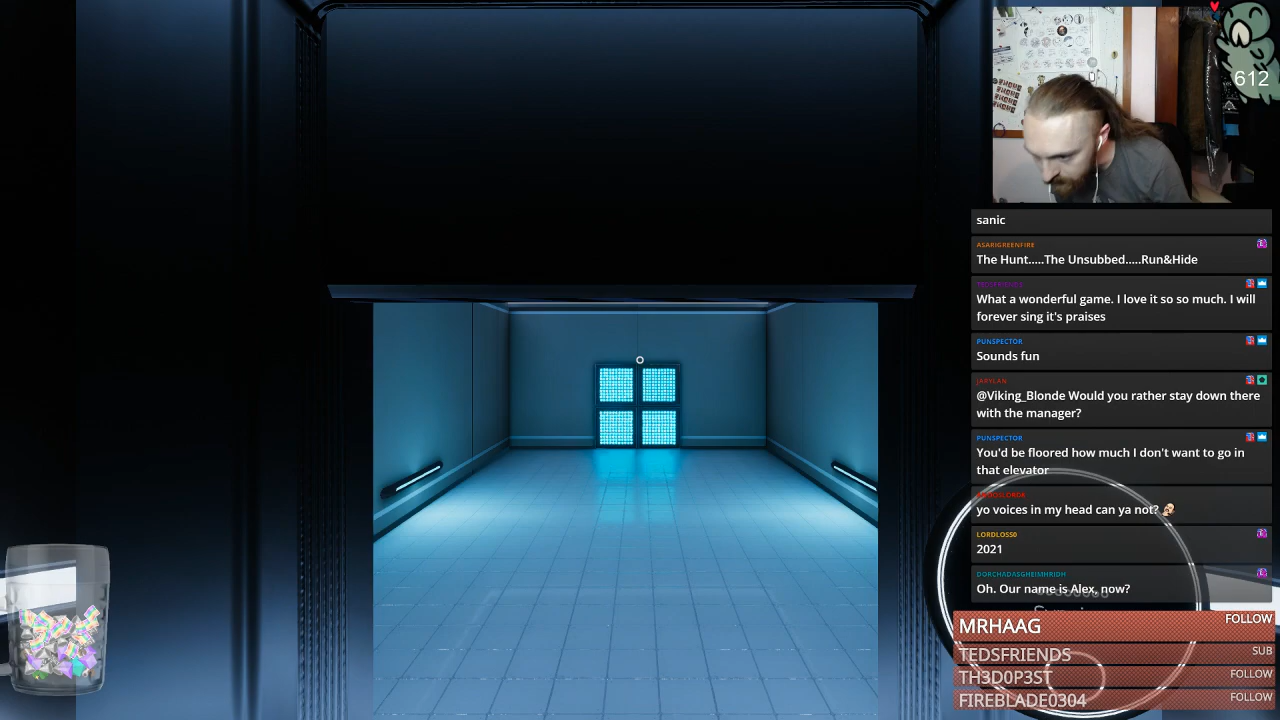 612
sanic
ASARIGREENFIRE
The Hunt.....The Unsubbed.....Run&Hide
TEDSFRIENDS
What a wonderful game. I love it so so much. I will
forever sing it's praises
PUNSPECTOR
Sounds fun
JARYLAN
@Viking_Blonde Would you rather stay down there
with the manager?
PUNSPECTOR
You'd be floored how much I don't want to go in
that elevator
yo voices in my head can ya not?
LORDLOSS0
2021
DORCHADASGHEIMHRIDH
Oh. Our name is Alex, now?
MRHAAG FOLLOW
TEDSFRIENDS SUB
TH3D0P3ST FOLLOW
FIREBLADE0304 FOLLOW